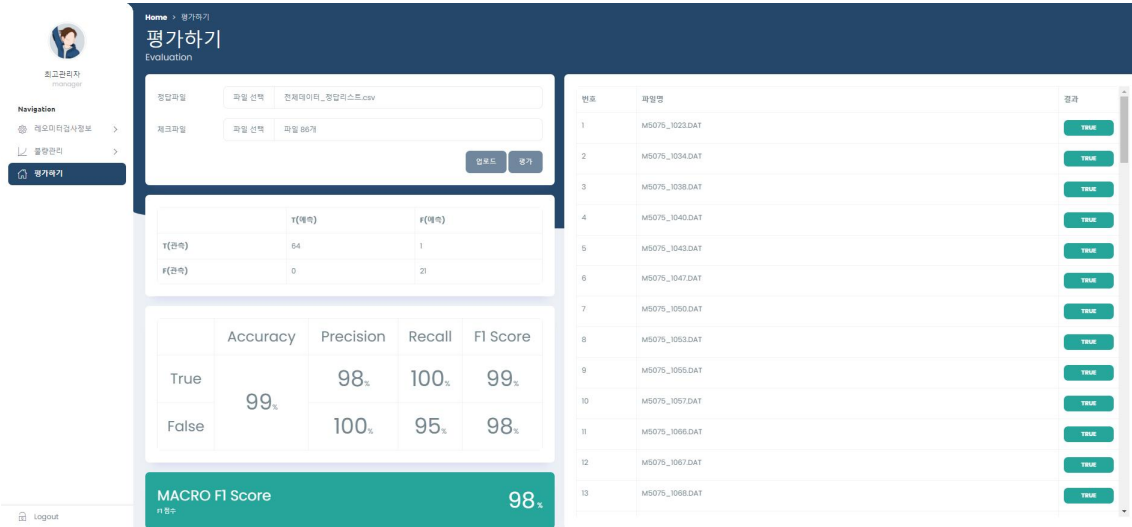 최고관리자
manager
Navigation
레오미터검사정보
불량관리
평가하기
Logout
Home > 평가하기
평가하기
Evaluation
정답파일 파일 선택 전체데이터_정답리스트.csv
체크파일 파일 선택 파일 86개
업로드 평가
T(예측) F(예측)
T(관측) 64 1
F(관측) 0 21
Accuracy Precision Recall F1 Score
True 99% 98% 100% 99%
False 100% 95% 98%
MACRO F1 Score 98%
F1 점수
번호 파일명 결과
1 M5075_1023.DAT TRUE
2 M5075_1034.DAT TRUE
3 M5075_1038.DAT TRUE
4 M5075_1040.DAT TRUE
5 M5075_1043.DAT TRUE
6 M5075_1047.DAT TRUE
7 M5075_1050.DAT TRUE
8 M5075_1053.DAT TRUE
9 M5075_1055.DAT TRUE
10 M5075_1057.DAT TRUE
11 M5075_1066.DAT TRUE
12 M5075_1067.DAT TRUE
13 M5075_1068.DAT TRUE